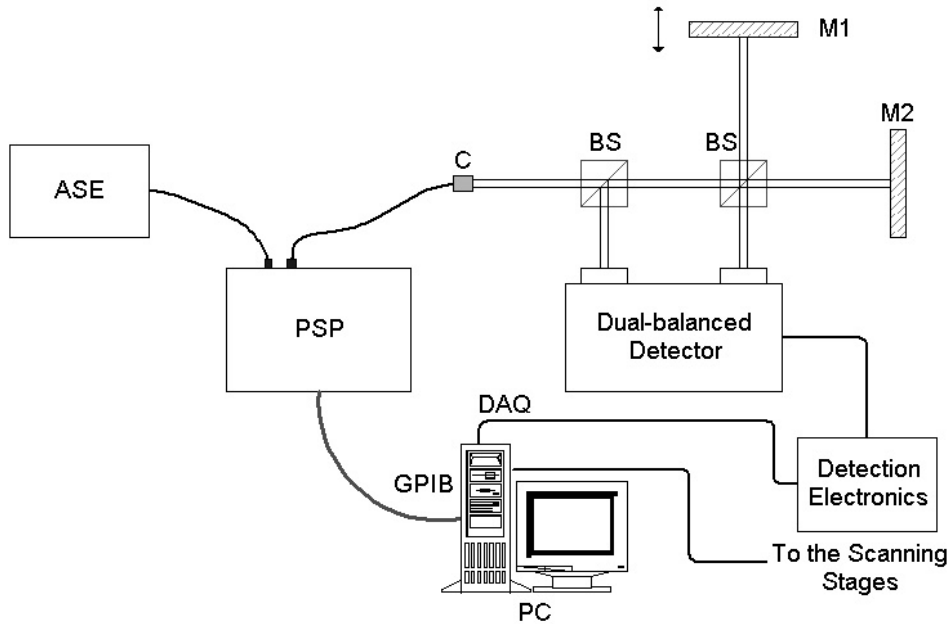 M1
M2
BS
BS
C
ASE
PSP
Dual-balanced
Detector
DAQ
GPIB
Detection
Electronics
To the Scanning
Stages
PC